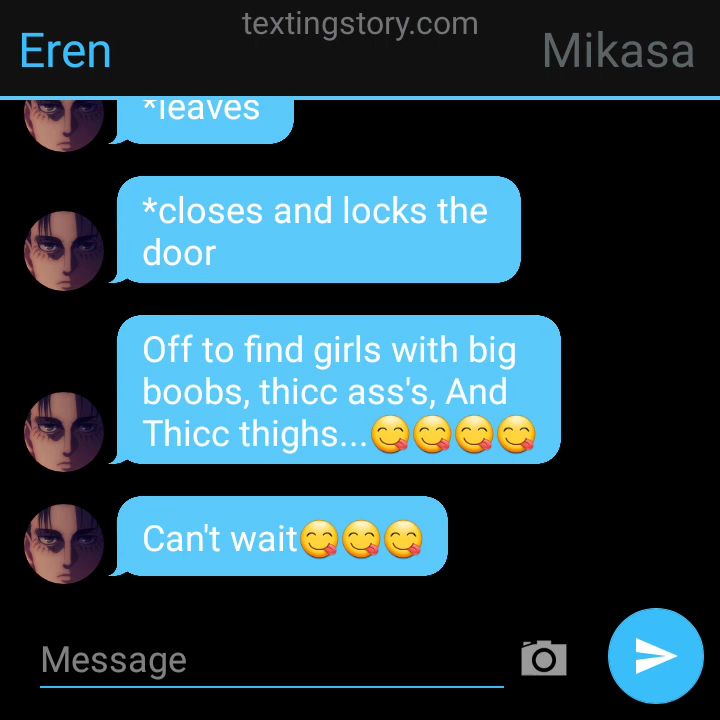 textingstory.com
Eren
Mikasa
*leaves
*closes and locks the
door
Off to find girls with big
boobs, thicc ass's, And
Thicc thighs...😋😋😋😋
Can't wait😋😋😋
Message